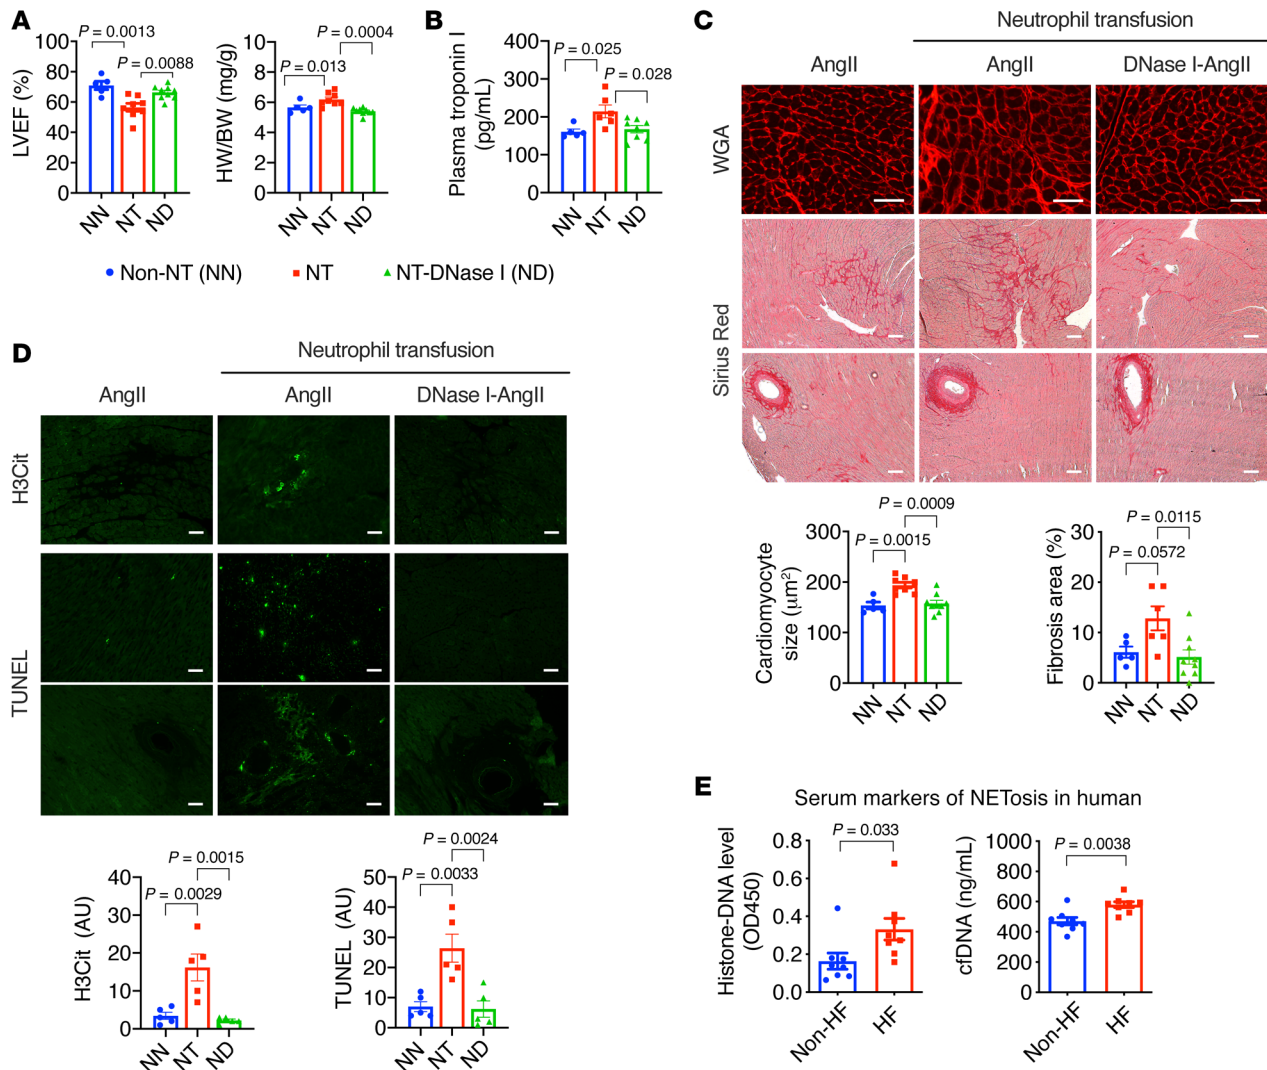 A
LVEF (%)
100
80
60
40
20
0
P = 0.0013
P = 0.0088
NN
NT
ND
HW/BW (mg/g)
10
8
6
4
2
0
P = 0.0004
P = 0.013
NN
NT
ND
B
Plasma troponin I
(pg/mL)
400
300
200
100
0
P = 0.025
P = 0.028
NN
NT
ND
Non-NT (NN)
NT
NT-DNase I (ND)
C
Neutrophil transfusion
AngII
AngII
DNase I-AngII
WGA
Sirius Red
Cardiomyocyte
size (μm²)
300
200
100
0
P = 0.0009
P = 0.0015
NN
NT
ND
Fibrosis area (%)
30
20
10
0
P = 0.0115
P = 0.0572
NN
NT
ND
D
Neutrophil transfusion
AngII
AngII
DNase I-AngII
H3Cit
TUNEL
H3Cit (AU)
40
30
20
10
0
P = 0.0015
P = 0.0029
NN
NT
ND
TUNEL (AU)
50
40
30
20
10
0
P = 0.0024
P = 0.0033
NN
NT
ND
E
Serum markers of NETosis in human
Histone-DNA level
(OD450)
0.8
0.6
0.4
0.2
0.0
P = 0.033
Non-HF
HF
cfDNA (ng/mL)
1000
800
600
400
200
0
P = 0.0038
Non-HF
HF